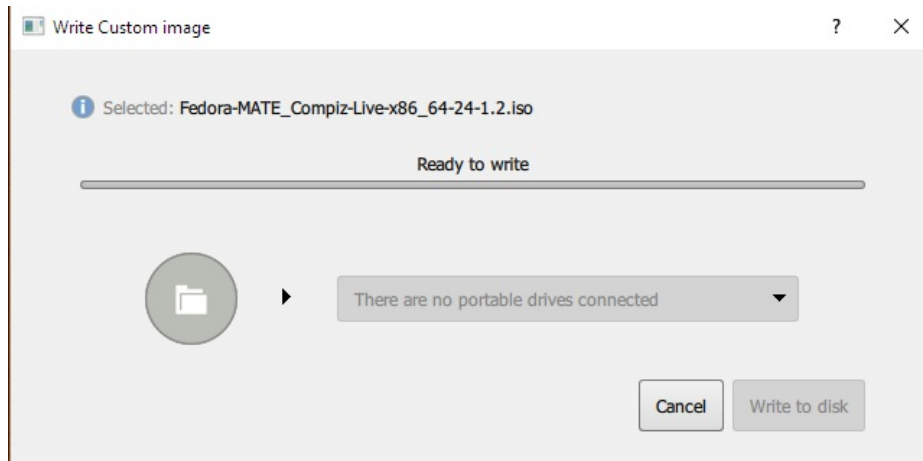 Write Custom image
?
Selected: Fedora-MATE_Compiz-Live-x86_64-24-1.2.iso
Ready to write
There are no portable drives connected
Cancel Write to disk